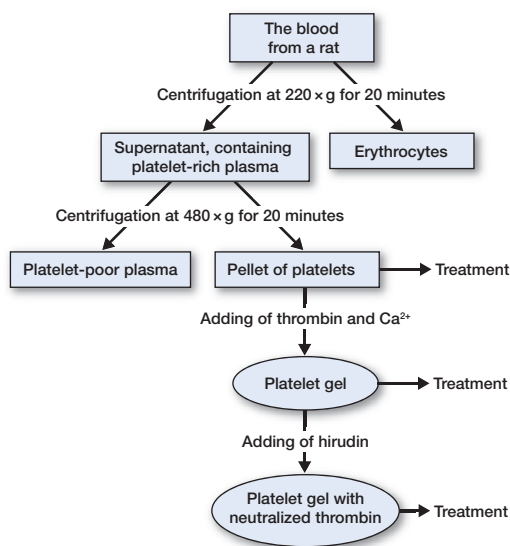 The blood
from a rat
Centrifugation at 220 × g for 20 minutes
Supernatant, containing
platelet-rich plasma
Erythrocytes
Centrifugation at 480 × g for 20 minutes
Platelet-poor plasma
Pellet of platelets
Treatment
Adding of thrombin and Ca²⁺
Platelet gel
Treatment
Adding of hirudin
Platelet gel with
neutralized thrombin
Treatment